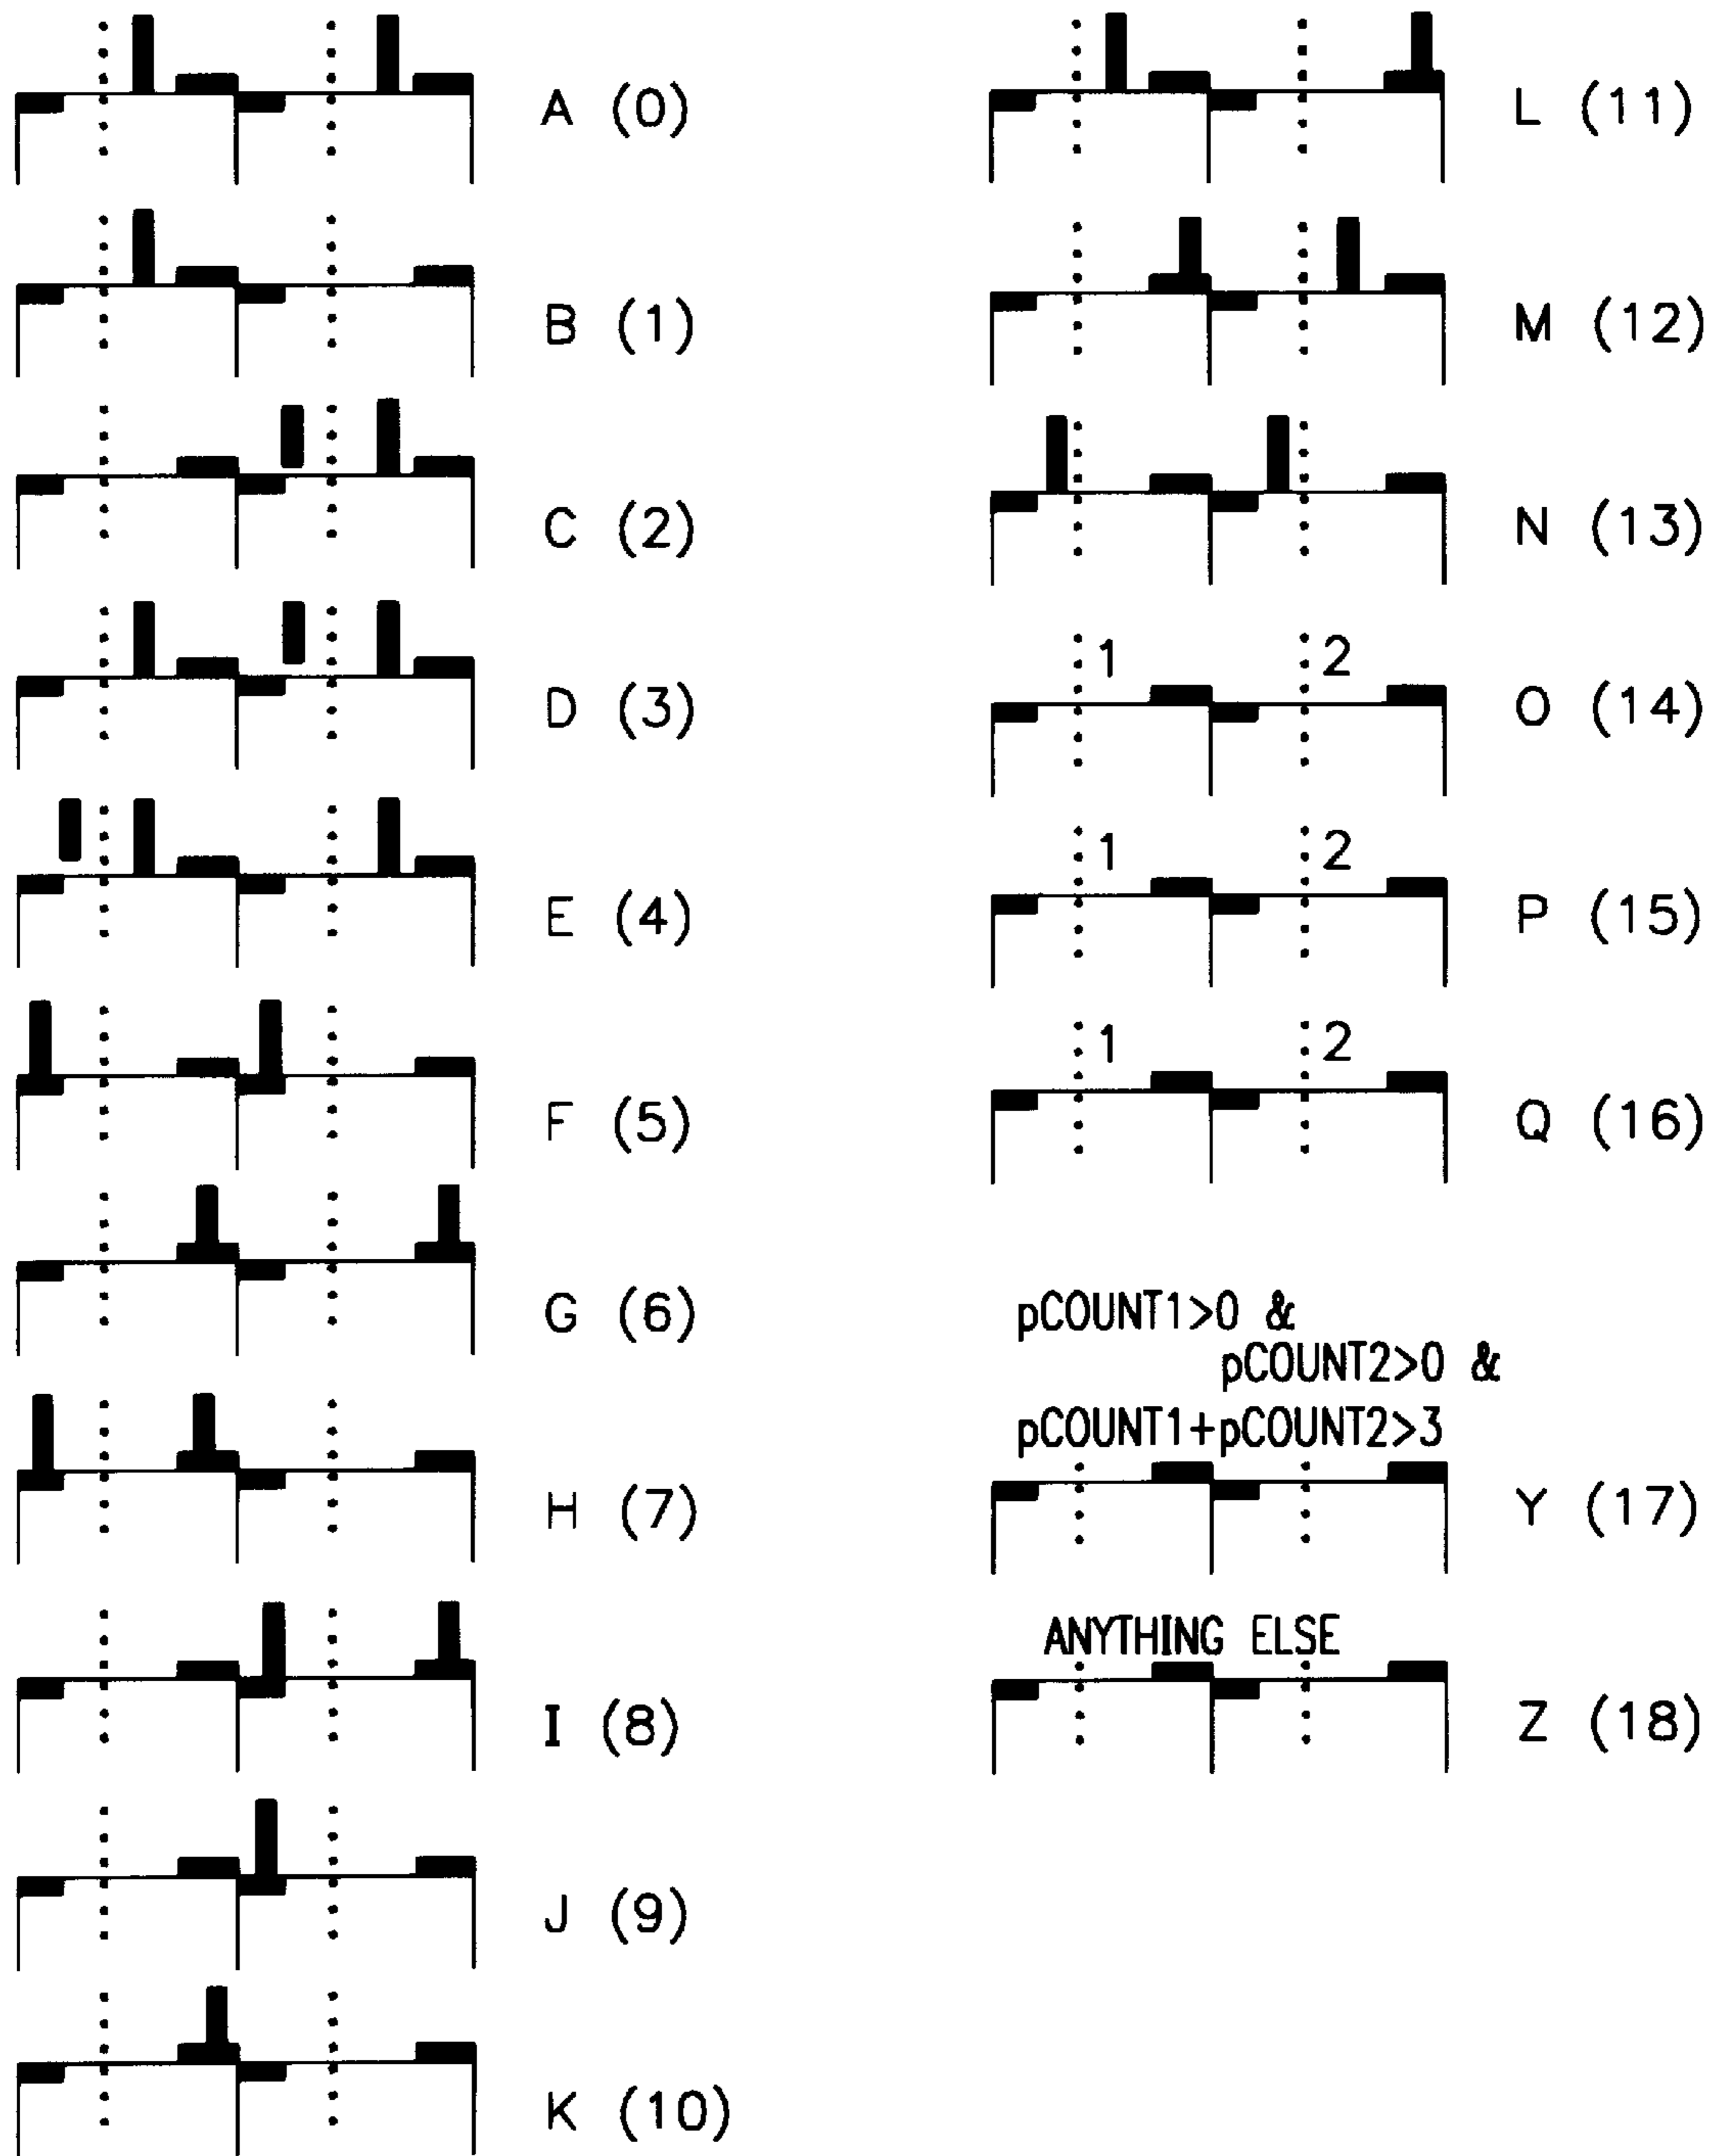 A (0)
B (1)
C (2)
D (3)
E (4)
F (5)
G (6)
H (7)
I (8)
J (9)
K (10)
L (11)
M (12)
N (13)
1 2
O (14)
1 2
P (15)
1 2
Q (16)
pCOUNT1>0 &
pCOUNT2>0 &
pCOUNT1+pCOUNT2>3
Y (17)
ANYTHING ELSE
Z (18)